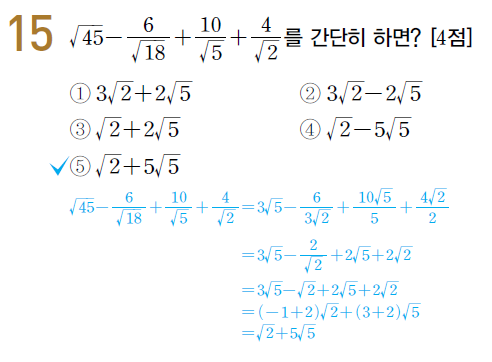 15 √45 − 6/√18 + 10/√5 + 4/√2 를 간단히 하면? [4점]
① 3√2+2√5 ② 3√2−2√5
③ √2+2√5 ④ √2−5√5
✓⑤ √2+5√5
√45 − 6/√18 + 10/√5 + 4/√2 = 3√5 − 6/3√2 + 10√5/5 + 4√2/2
= 3√5 − 2/√2 + 2√5 + 2√2
= 3√5 − √2 + 2√5 + 2√2
= (−1+2)√2 + (3+2)√5
= √2 + 5√5